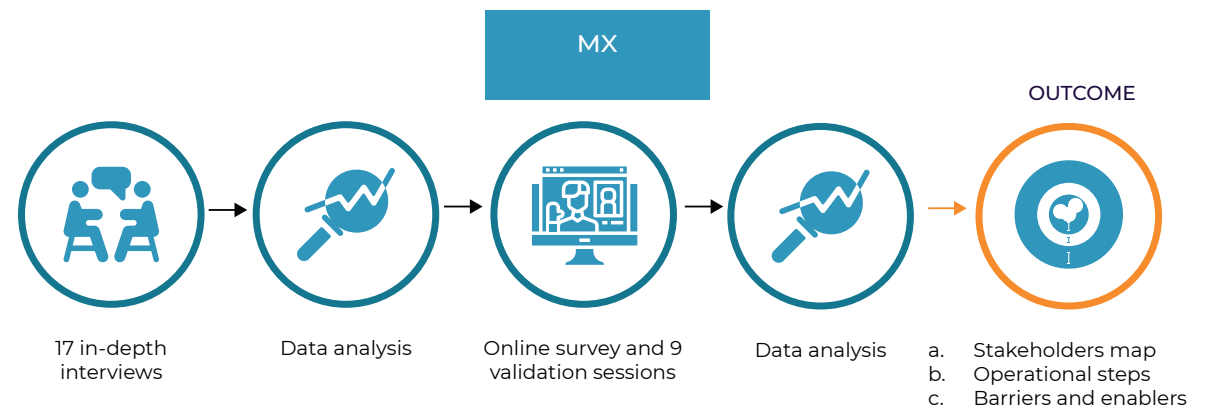 MX
OUTCOME
17 in-depth
interviews
Data analysis
Online survey and 9
validation sessions
Data analysis
a. Stakeholders map
b. Operational steps
c. Barriers and enablers